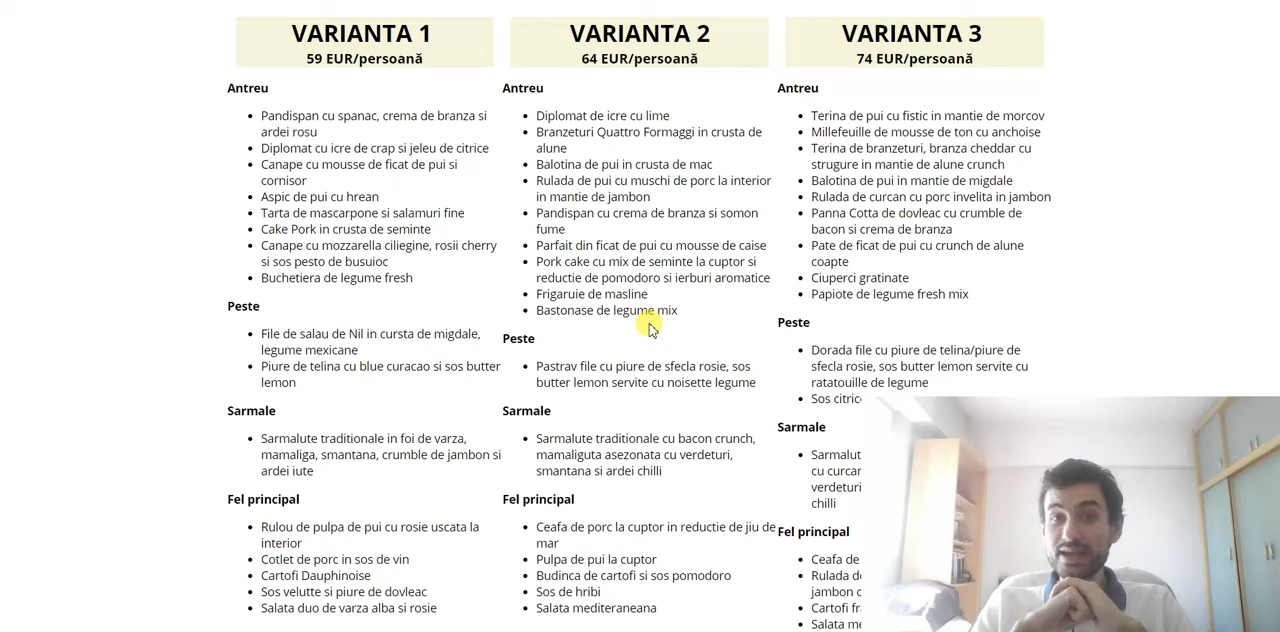 VARIANTA 1
59 EUR/persoană
Antreu
Pandispan cu spanac, crema de branza si
ardei rosu
Diplomat cu icre de crap si jeleu de citrice
Canape cu mousse de ficat de pui si
cornisor
Aspic de pui cu hrean
Tarta de mascarpone si salamuri fine
Cake Pork in crusta de seminte
Canape cu mozzarella ciliegine, rosii cherry
si sos pesto de busuioc
Buchetiera de legume fresh
Peste
File de salau de Nil in cursta de migdale,
legume mexicane
Piure de telina cu blue curacao si sos butter
lemon
Sarmale
Sarmalute traditionale in foi de varza,
mamaliga, smantana, crumble de jambon si
ardei iute
Fel principal
Rulou de pulpa de pui cu rosie uscata la
interior
Cotlet de porc in sos de vin
Cartofi Dauphinoise
Sos velutte si piure de dovleac
Salata duo de varza alba si rosie
VARIANTA 2
64 EUR/persoană
Antreu
Diplomat de icre cu lime
Branzeturi Quattro Formaggi in crusta de
alune
Balotina de pui in crusta de mac
Rulada de pui cu muschi de porc la interior
in mantie de jambon
Pandispan cu crema de branza si somon
fume
Parfait din ficat de pui cu mousse de caise
Pork cake cu mix de seminte la cuptor si
reductie de pomodoro si ierburi aromatice
Frigaruie de masline
Bastonase de legume mix
Peste
Pastrav file cu piure de sfecla rosie, sos
butter lemon servite cu noisette legume
Sarmale
Sarmalute traditionale cu bacon crunch,
mamaliguta asezonata cu verdeturi,
smantana si ardei chilli
Fel principal
Ceafa de porc la cuptor in reductie de jiu de
mar
Pulpa de pui la cuptor
Budinca de cartofi si sos pomodoro
Sos de hribi
Salata mediteraneana
VARIANTA 3
74 EUR/persoană
Antreu
Terina de pui cu fistic in mantie de morcov
Millefeuille de mousse de ton cu anchoise
Terina de branzeturi, branza cheddar cu
strugure in mantie de alune crunch
Balotina de pui in mantie de migdale
Rulada de curcan cu porc invelita in jambon
Panna Cotta de dovleac cu crumble de
bacon si crema de branza
Pate de ficat de pui cu crunch de alune
coapte
Ciuperci gratinate
Papiote de legume fresh mix
Peste
Dorada file cu piure de telina/piure de
sfecla rosie, sos butter lemon servite cu
ratatouille de legume
Sos citric
Sarmale
Sarmalut
cu curcan
verdeturi
chilli
Fel principal
Ceafa de
Rulada de
jambon c
Cartofi fr
Salata me